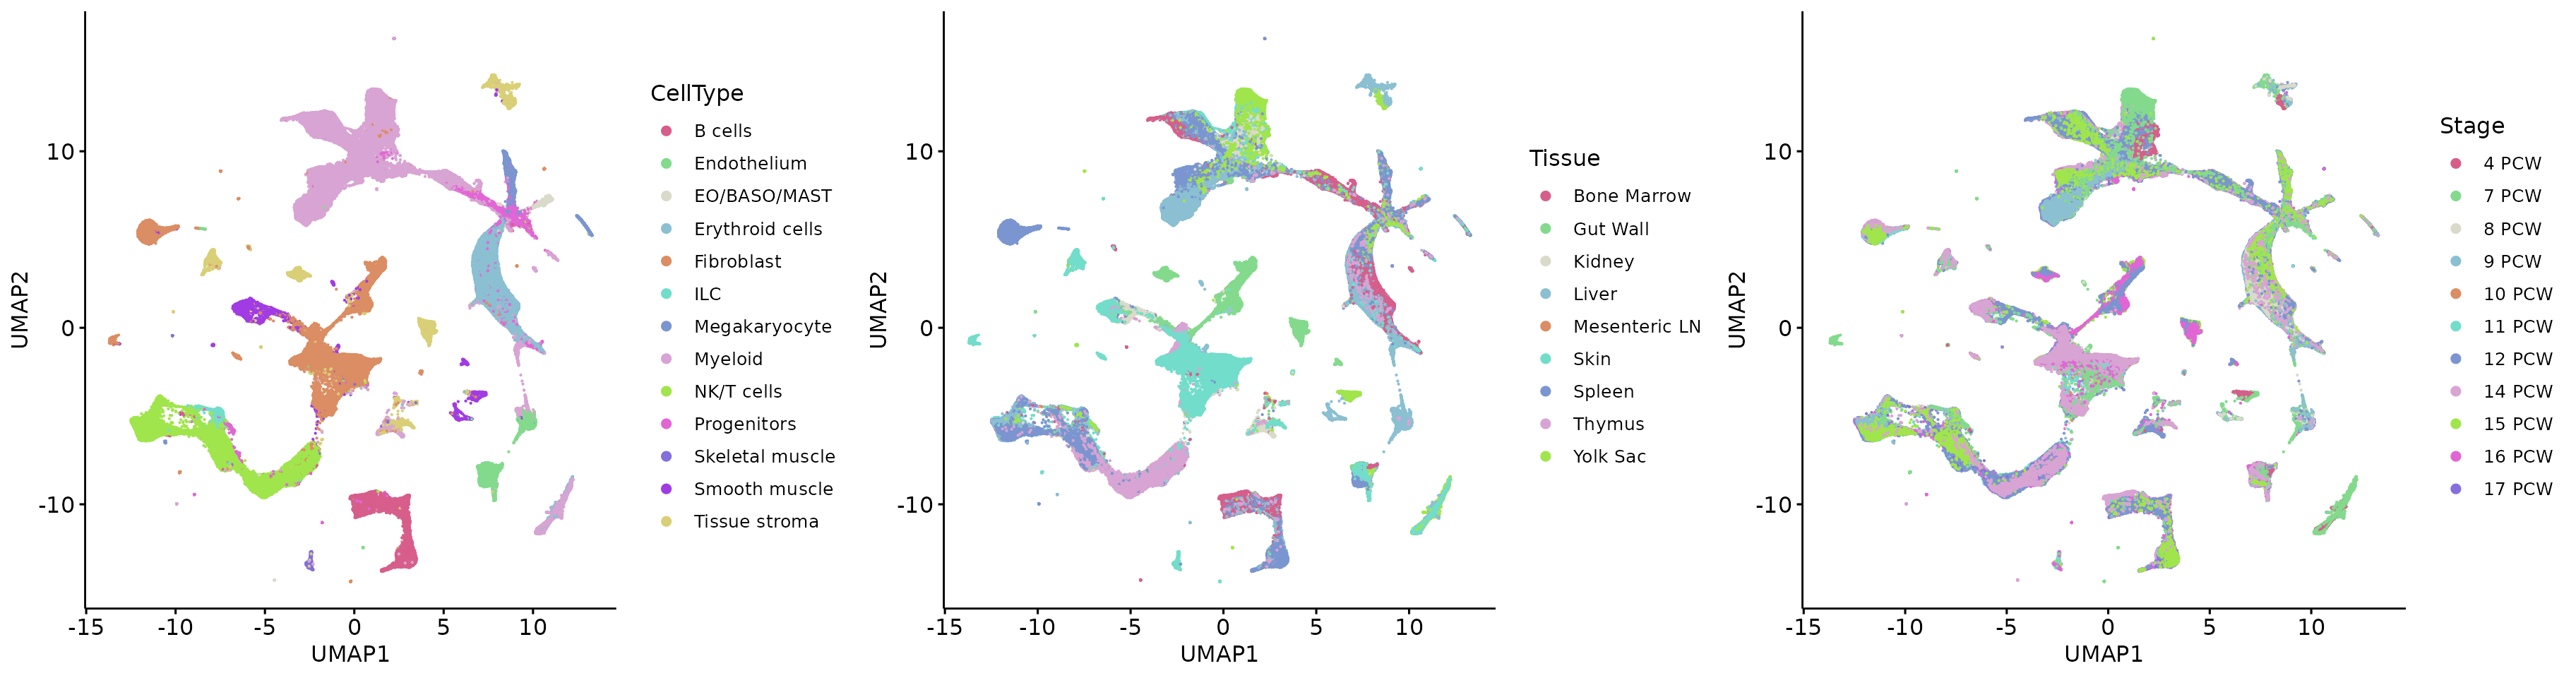 10
0
-10
-15
-10
-5
0
5
10
UMAP1
UMAP2
CellType
B cells
Endothelium
EO/BASO/MAST
Erythroid cells
Fibroblast
ILC
Megakaryocyte
Myeloid
NK/T cells
Progenitors
Skeletal muscle
Smooth muscle
Tissue stroma
10
0
-10
-15
-10
-5
0
5
10
UMAP1
UMAP2
Tissue
Bone Marrow
Gut Wall
Kidney
Liver
Mesenteric LN
Skin
Spleen
Thymus
Yolk Sac
10
0
-10
-15
-10
-5
0
5
10
UMAP1
UMAP2
Stage
4 PCW
7 PCW
8 PCW
9 PCW
10 PCW
11 PCW
12 PCW
14 PCW
15 PCW
16 PCW
17 PCW